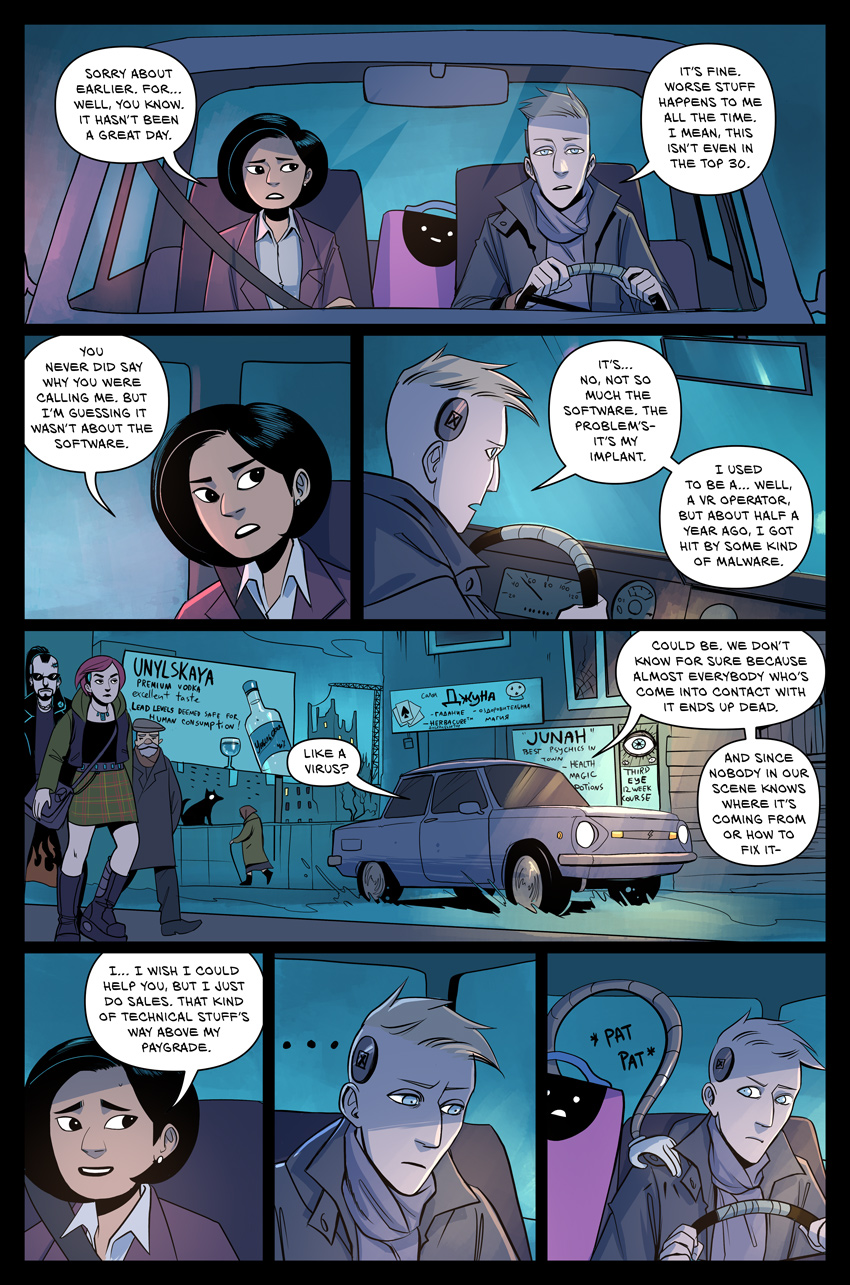 SORRY ABOUT
EARLIER. FOR...
WELL, YOU KNOW.
IT HASN'T BEEN
A GREAT DAY.
IT'S FINE.
WORSE STUFF
HAPPENS TO ME
ALL THE TIME.
I MEAN, THIS
ISN'T EVEN IN
THE TOP 30.
YOU
NEVER DID SAY
WHY YOU WERE
CALLING ME. BUT
I'M GUESSING IT
WASN'T ABOUT THE
SOFTWARE.
IT'S...
NO, NOT SO
MUCH THE
SOFTWARE. THE
PROBLEM'S-
IT'S MY
IMPLANT.
I USED
TO BE A... WELL,
A VR OPERATOR,
BUT ABOUT HALF A
YEAR AGO, I GOT
HIT BY SOME KIND
OF MALWARE.
UNYLSKAYA
PREMIUM VODKA
excellent taste
LEAD LEVELS DEEMED SAFE FOR
HUMAN CONSUMPTION!
Салон ДЖУНА
- ГАДАНИЕ - ОЗДОРОВИТЕЛЬНАЯ
- HERBACURE™ МАГИЯ
"JUNAH"
BEST PSYCHICS IN
TOWN
- HEALTH
MAGIC
POTIONS
THIRD
EYE
12 WEEK
KOURSE
LIKE A
VIRUS?
COULD BE. WE DON'T
KNOW FOR SURE BECAUSE
ALMOST EVERYBODY WHO'S
COME INTO CONTACT WITH
IT ENDS UP DEAD.
AND SINCE
NOBODY IN OUR
SCENE KNOWS
WHERE IT'S
COMING FROM
OR HOW TO
FIX IT-
I... I WISH I COULD
HELP YOU, BUT I JUST
DO SALES. THAT KIND
OF TECHNICAL STUFF'S
WAY ABOVE MY
PAYGRADE.
....
*PAT
PAT*